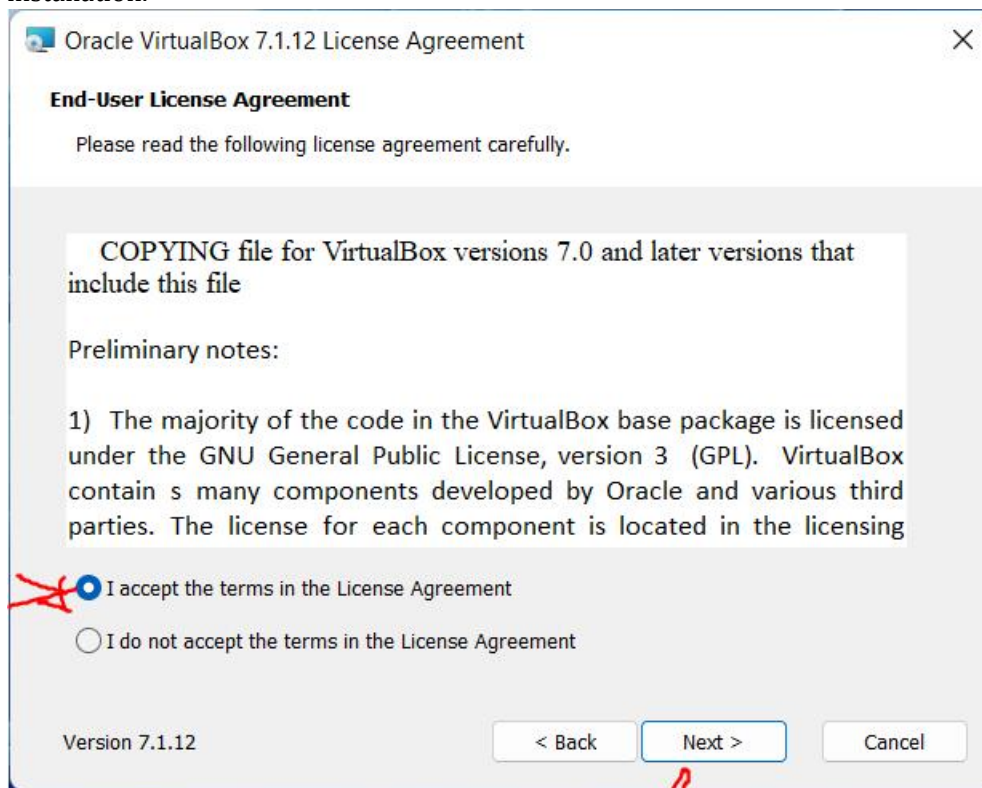 Oracle VirtualBox 7.1.12 License Agreement
End-User License Agreement
Please read the following license agreement carefully.
COPYING file for VirtualBox versions 7.0 and later versions that
include this file
Preliminary notes:
1) The majority of the code in the VirtualBox base package is licensed
under the GNU General Public License, version 3 (GPL). VirtualBox
contain s many components developed by Oracle and various third
parties. The license for each component is located in the licensing
I accept the terms in the License Agreement
I do not accept the terms in the License Agreement
Version 7.1.12
< Back
Next >
Cancel